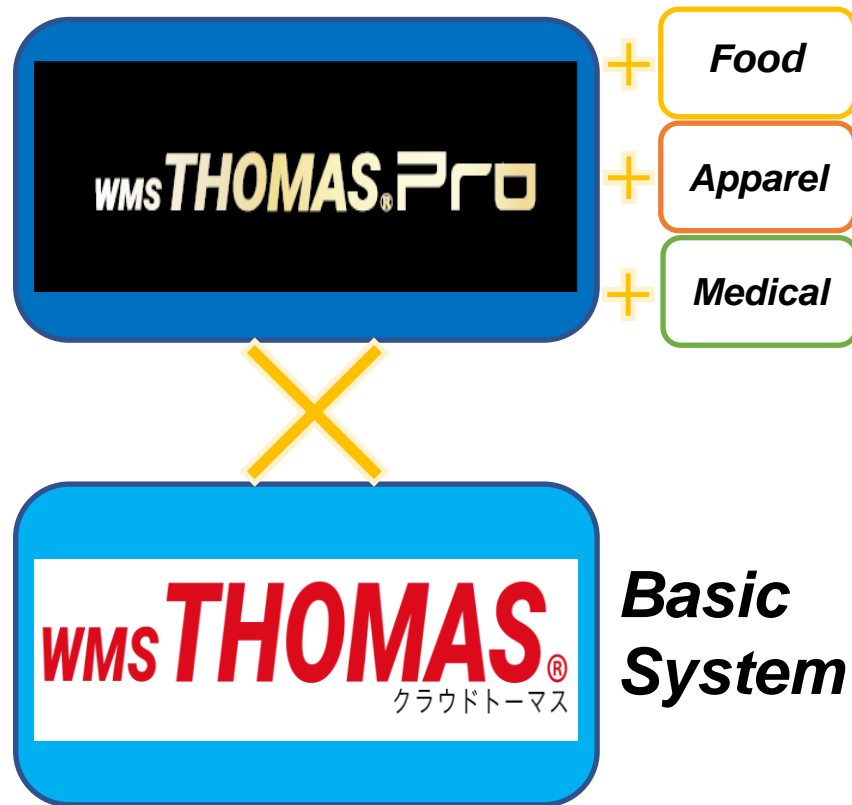 WMS THOMAS® Pro
Food
Apparel
Medical
WMS THOMAS®
クラウドトーマス
Basic
System